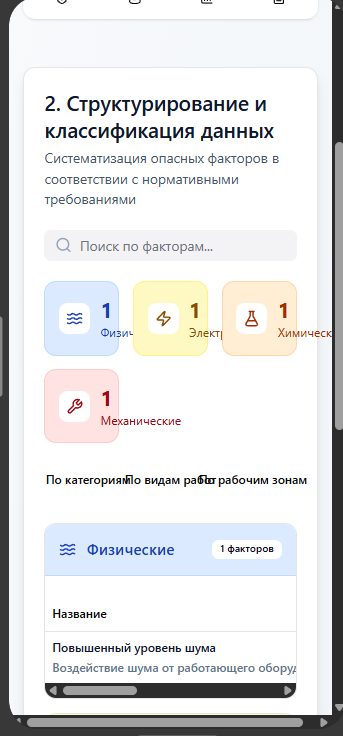 2. Структурирование и
классификация данных
Систематизация опасных факторов в
соответствии с нормативными
требованиями
Поиск по факторам...
1
1
1
Физич
Электр
Химическ
1
Механические
По категориям
По видам работ
По рабочим зонам
Физические
1 факторов
Название
Повышенный уровень шума
Воздействие шума от работающего оборуд